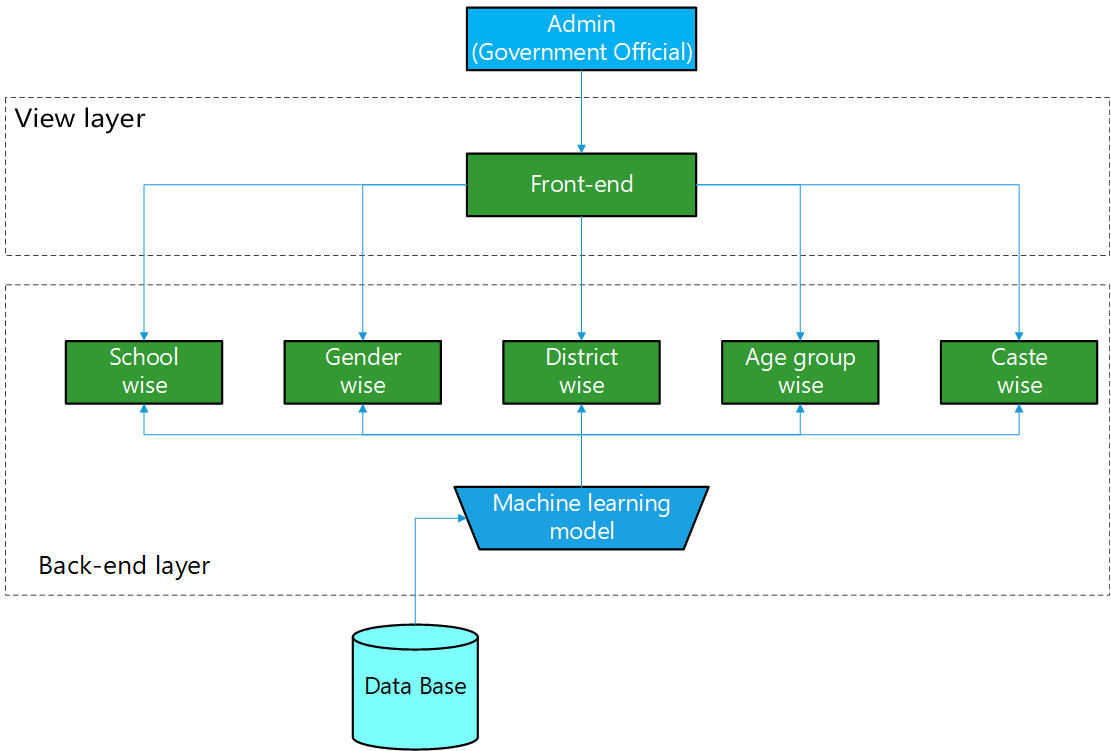 Admin
(Government Official)
View layer
Front-end
School
wise
Gender
wise
District
wise
Age group
wise
Caste
wise
Machine learning
model
Back-end layer
Data Base